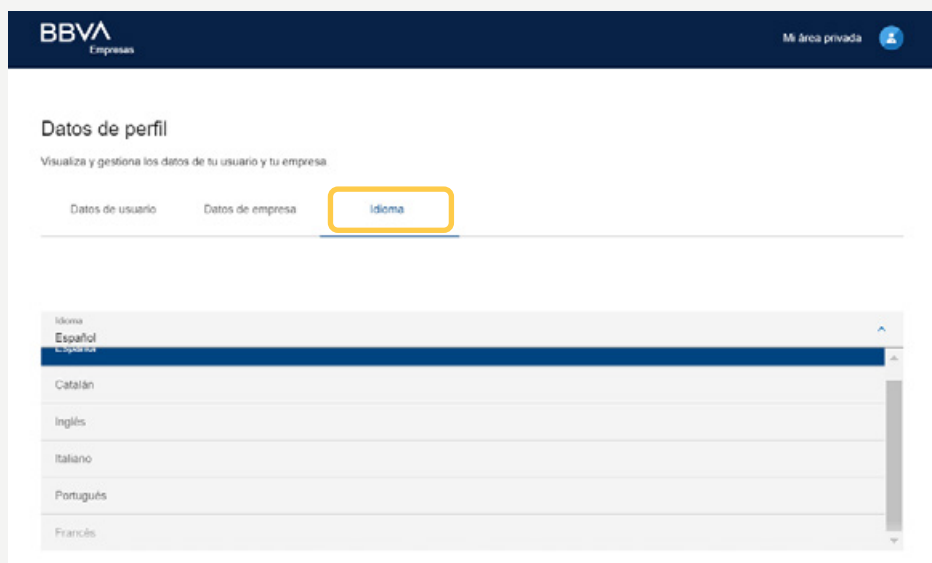 BBVA
Empresas
Mi área privada
Datos de perfil
Visualiza y gestiona los datos de tu usuario y tu empresa
Datos de usuario Datos de empresa Idioma
Idioma
Español
Catalán
Inglés
Italiano
Portugués
Francés